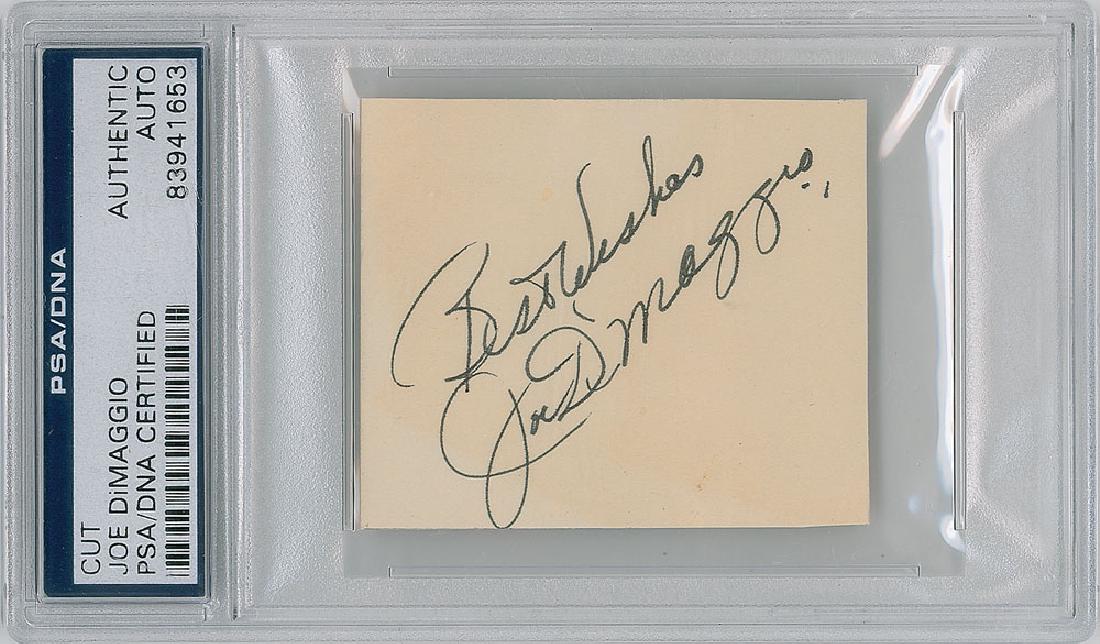 PSA/DNA
CUT
JOE DiMAGGIO
PSA/DNA CERTIFIED
AUTHENTIC
AUTO
83941653
Best Wishes
Joe DiMaggio